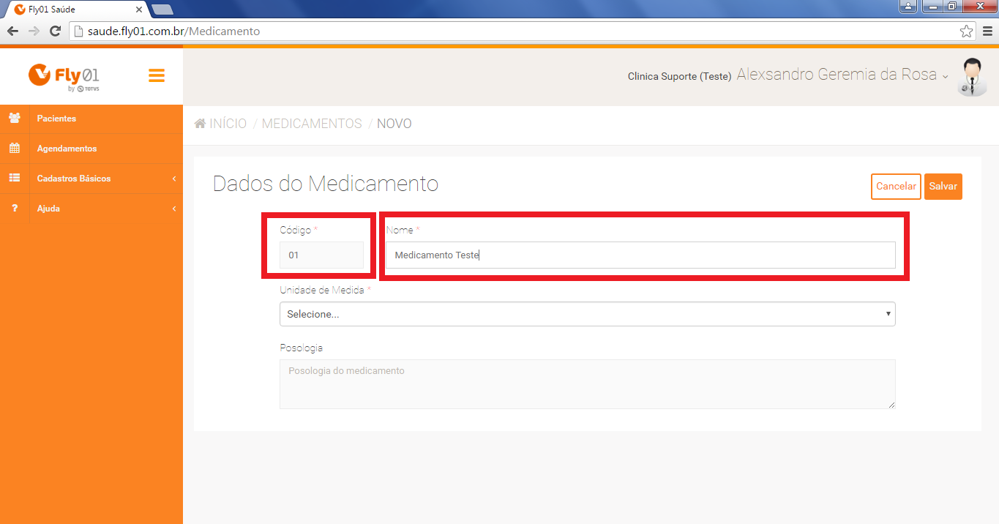 Fly01 Saúde
saude.fly01.com.br/Medicamento
Fly01
by TOTVS
Clinica Suporte (Teste) Alexsandro Geremia da Rosa
Pacientes
Agendamentos
Cadastros Básicos
Ajuda
INÍCIO / MEDICAMENTOS / NOVO
Dados do Medicamento
Cancelar Salvar
Código * Nome *
01 Medicamento Teste
Unidade de Medida *
Selecione...
Posologia
Posologia do medicamento